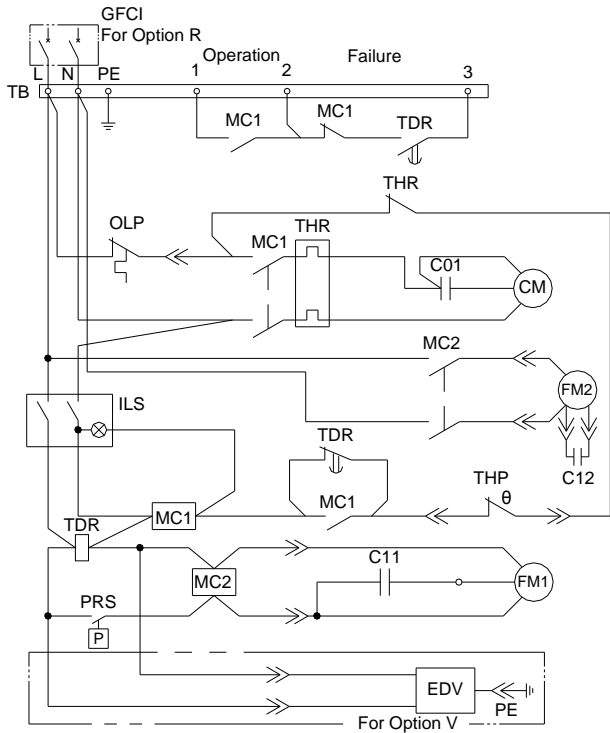 GFCI
For Option R
L N PE
1 Operation 2 Failure 3
TB
MC1
MC1
TDR
THR
OLP
MC1
THR
C01
CM
MC2
FM2
ILS
TDR
C12
THP
θ
MC1
MC1
TDR
C11
MC2
FM1
PRS
P
EDV
PE
For Option V